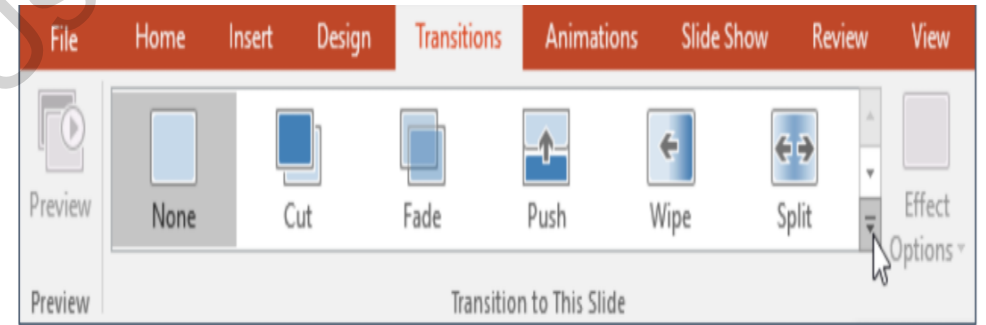 File Home Insert Design Transitions Animations Slide Show Review View
Preview None Cut Fade Push Wipe Split Effect
Options
Preview Transition to This Slide